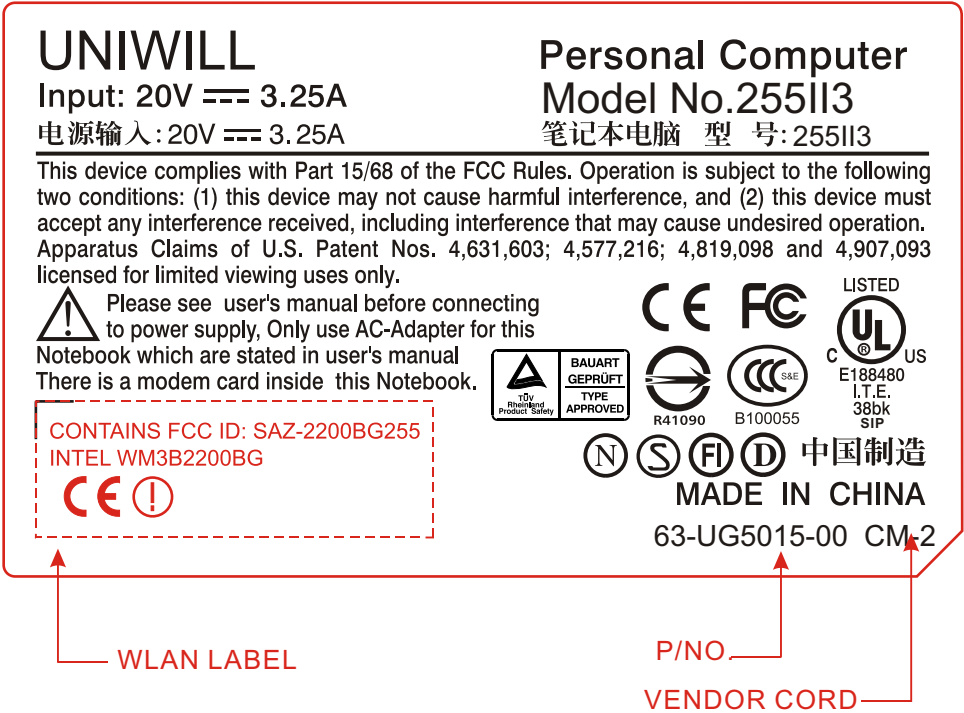 UNIWILL
Personal Computer
Input: 20V 3.25A
Model No.255II3
电源输入:20V 3.25A
笔记本电脑 型 号:255II3
This device complies with Part 15/68 of the FCC Rules. Operation is subject to the following
two conditions: (1) this device may not cause harmful interference, and (2) this device must
accept any interference received, including interference that may cause undesired operation.
Apparatus Claims of U.S. Patent Nos. 4,631,603; 4,577,216; 4,819,098 and 4,907,093
licensed for limited viewing uses only.
Please see user's manual before connecting
to power supply, Only use AC-Adapter for this
Notebook which are stated in user's manual
There is a modem card inside this Notebook.
CE FC
LISTED
UL
®
C US
E188480
I.T.E.
38bk
SIP
TÜV
Rheinland
Product Safety
BAUART
GEPRÜFT
TYPE
APPROVED
R41090
CCC S&E
B100055
N S FI D 中国制造
MADE IN CHINA
63-UG5015-00 CM-2
CONTAINS FCC ID: SAZ-2200BG255
INTEL WM3B2200BG
CE !
WLAN LABEL
P/NO.
VENDOR CORD